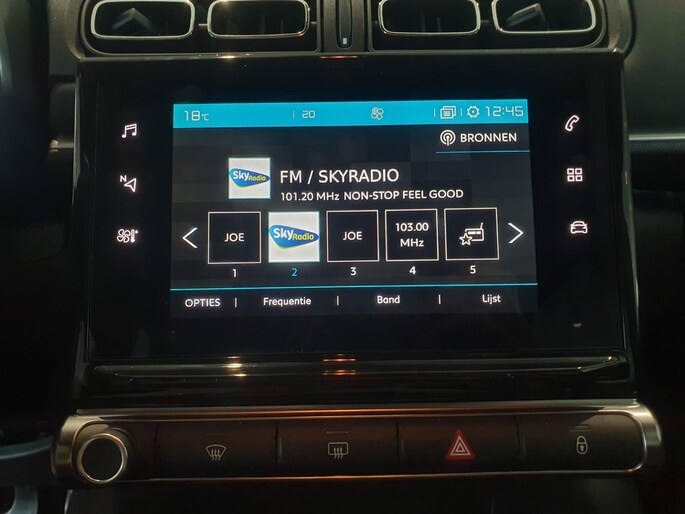 18°C | 20 | 12:45
BRONNEN
Sky Radio
FM / SKYRADIO
101.20 MHz NON-STOP FEEL GOOD
N
JOE
Sky Radio
JOE
103.00
MHz
1 2 3 4 5
OPTIES | Frequentie | Band | Lijst